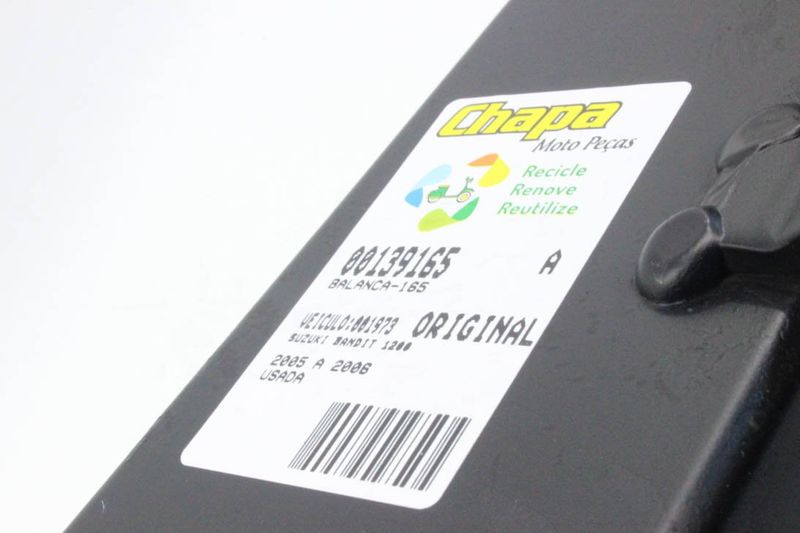 Chapa
Moto Peças
Recicle
Renove
Reutilize
00139165 A
BALANCA-165
VEICULO:001973 ORIGINAL
SUZUKI BANDIT 1200
2005 A 2006
USADA